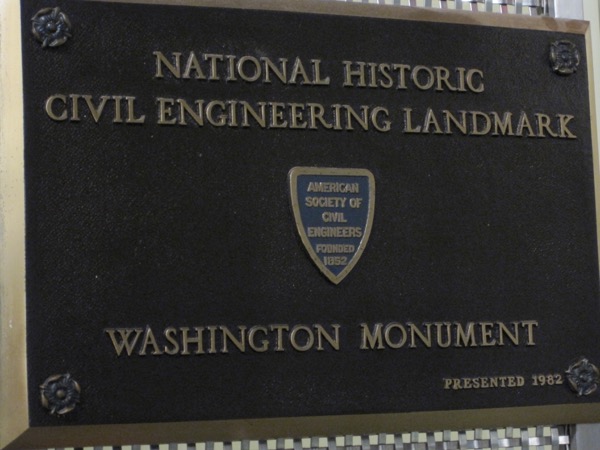 NATIONAL HISTORIC
CIVIL ENGINEERING LANDMARK
AMERICAN
SOCIETY OF
CIVIL
ENGINEERS
FOUNDED
1852
WASHINGTON MONUMENT
PRESENTED 1982